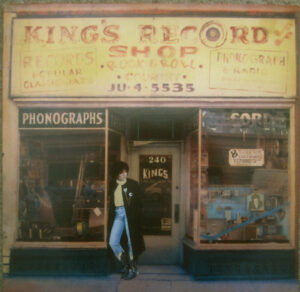 KING'S RECORD
SHOP
RECORDS
POPULAR
CLASSICAL
ROCK & ROLL
COUNTRY
PHONOGRAPH
& RADIO
JU·4·5535
PHONOGRAPHS
240
KINGS